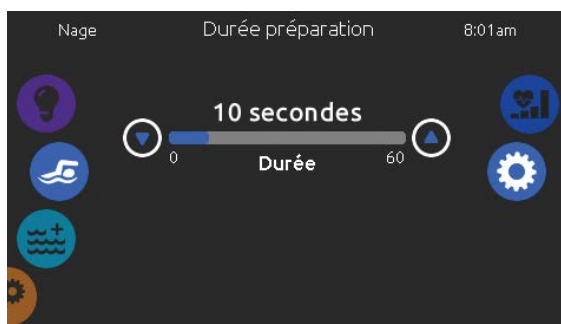 Nage
Durée préparation
8:01am
10 secondes
0
Durée
60